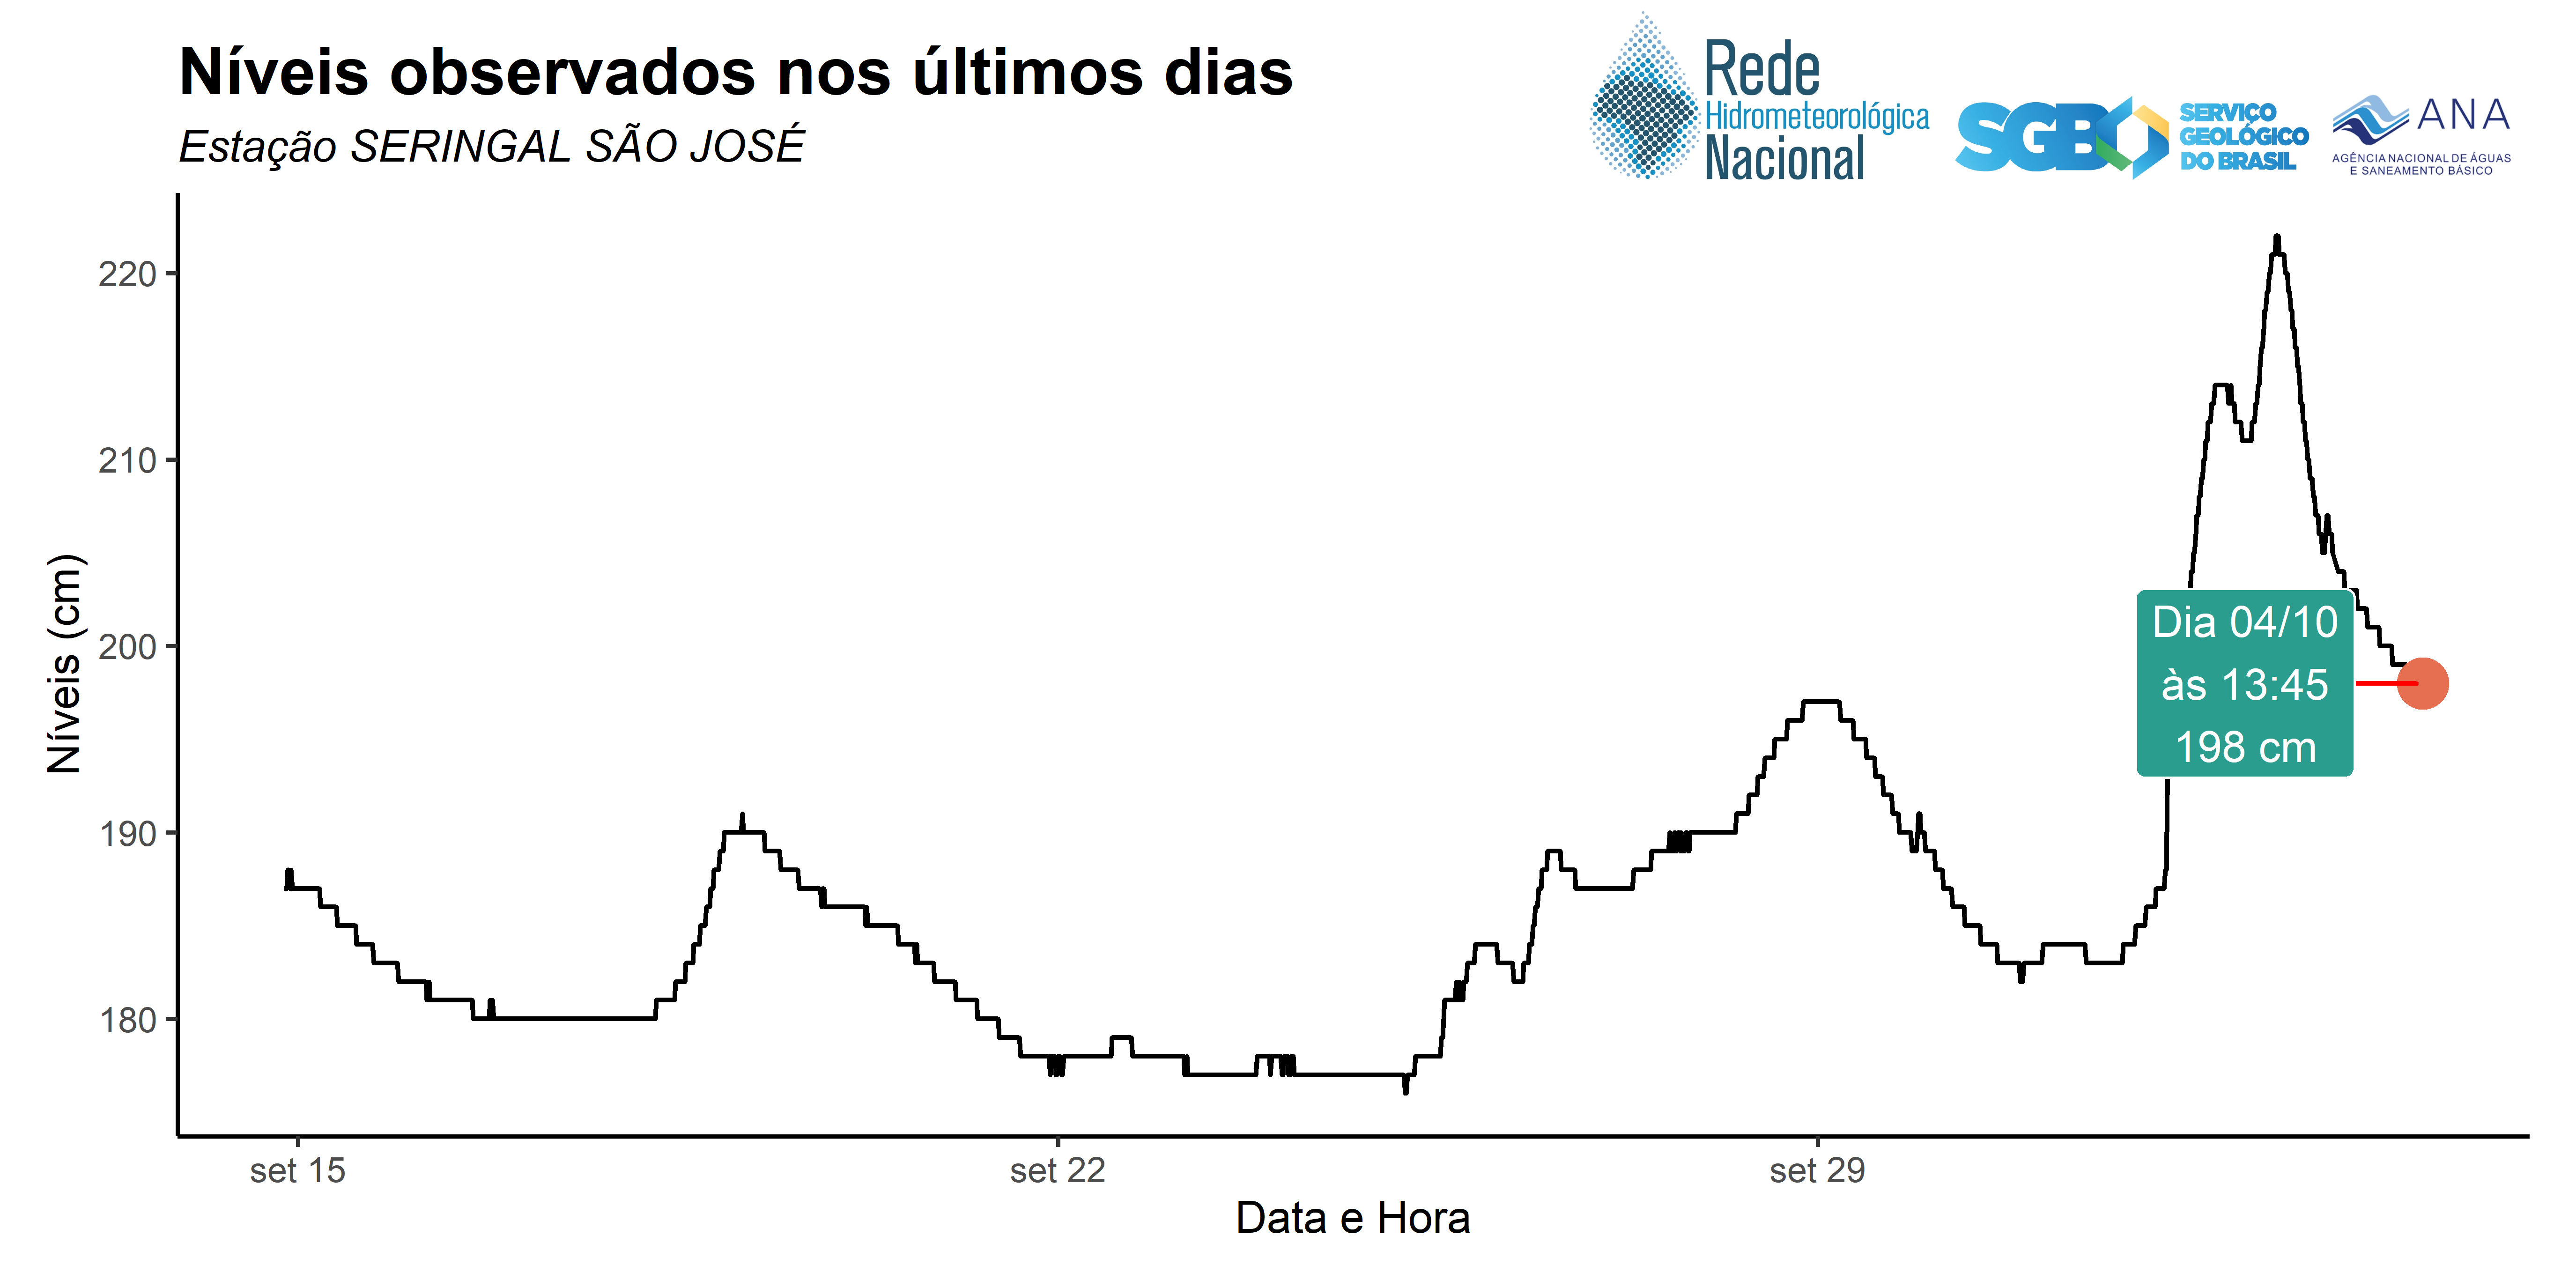 Níveis observados nos últimos dias
Estação SERINGAL SÃO JOSÉ
Rede
Hidrometeorológica
Nacional
SGB
SERVIÇO
GEOLÓGICO
DO BRASIL
ANA
AGÊNCIA NACIONAL DE ÁGUAS
E SANEAMENTO BÁSICO
Níveis (cm)
220
210
200
190
180
Dia 04/10
às 13:45
198 cm
set 15
set 22
set 29
Data e Hora